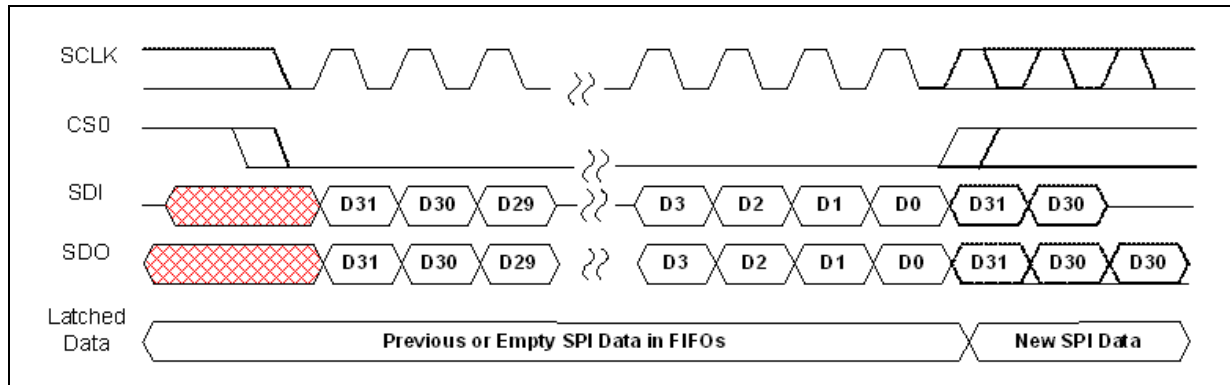 SCLK
CS0
SDI D31 D30 D29 D3 D2 D1 D0 D31 D30
SDO D31 D30 D29 D3 D2 D1 D0 D31 D30 D30
Latched
Data
Previous or Empty SPI Data in FIFOs New SPI Data